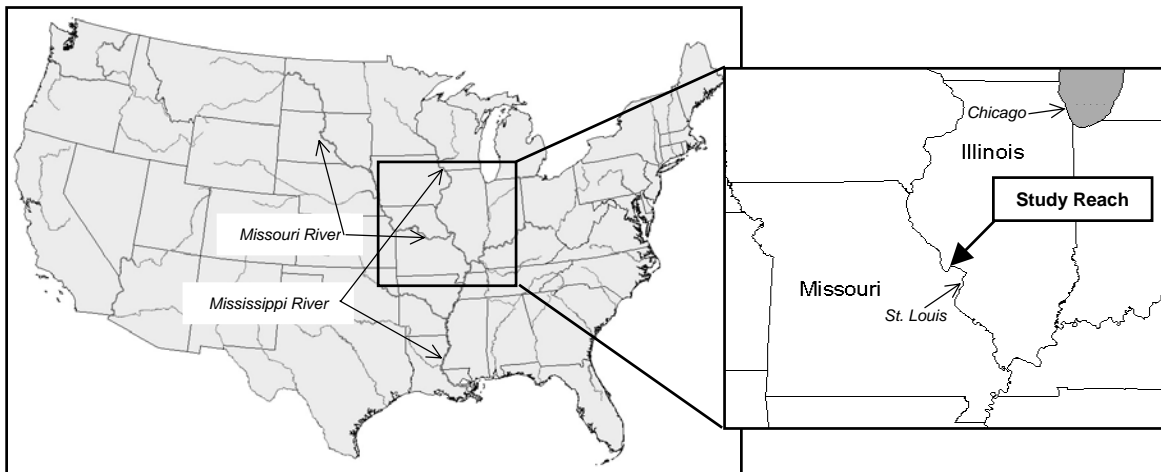 Missouri River
Mississippi River
Chicago
Illinois
Study Reach
Missouri
St. Louis